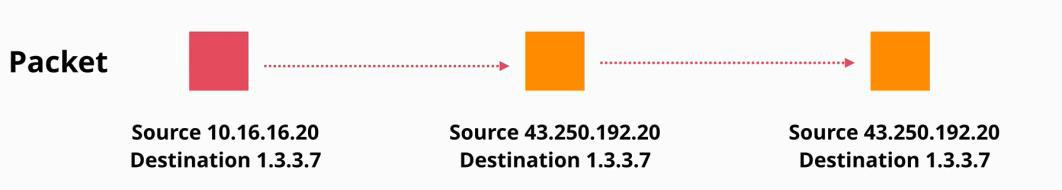 Packet
Source 10.16.16.20
Destination 1.3.3.7
Source 43.250.192.20
Destination 1.3.3.7
Source 43.250.192.20
Destination 1.3.3.7